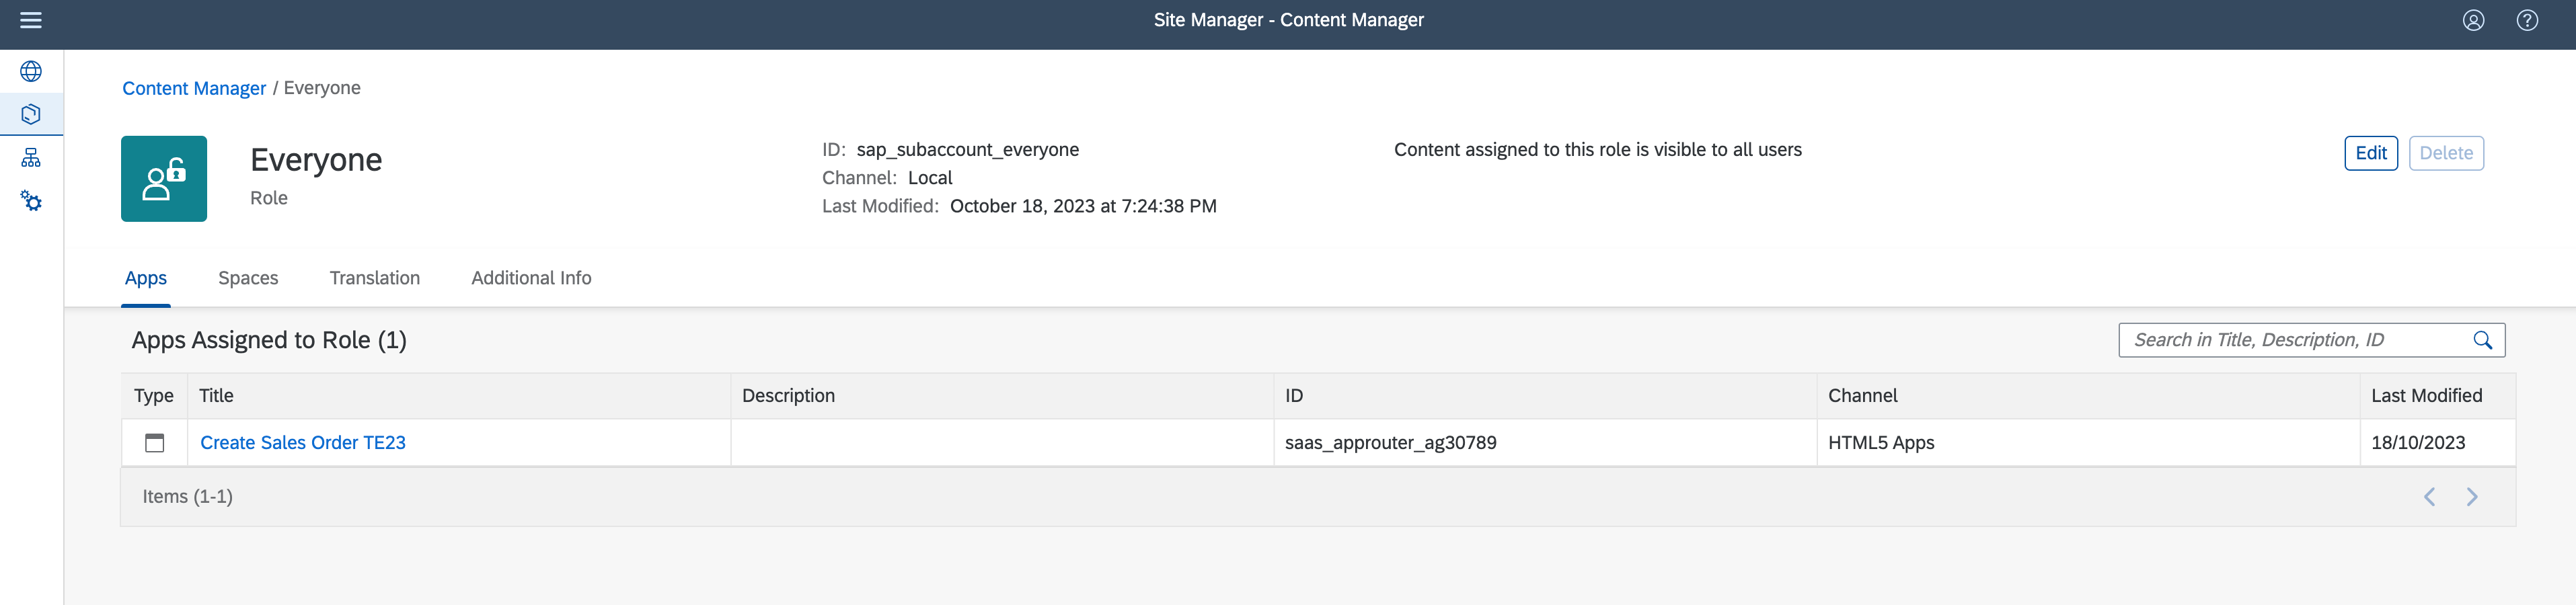 Site Manager - Content Manager
Content Manager / Everyone
Everyone
Role
ID: sap_subaccount_everyone
Channel: Local
Last Modified: October 18, 2023 at 7:24:38 PM
Content assigned to this role is visible to all users
Edit Delete
Apps Spaces Translation Additional Info
Apps Assigned to Role (1)
Search in Title, Description, ID
Type Title Description ID Channel Last Modified
Create Sales Order TE23 saas_approuter_ag30789 HTML5 Apps 18/10/2023
Items (1-1)